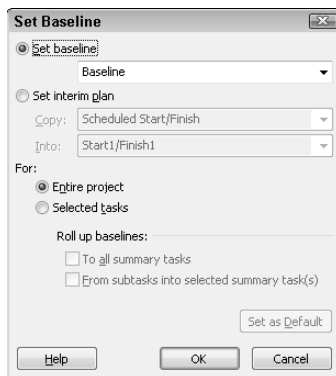 Set Baseline
Set baseline
Baseline
Set interim plan
Copy: Scheduled Start/Finish
Into: Start1/Finish1
For:
Entire project
Selected tasks
Roll up baselines:
To all summary tasks
From subtasks into selected summary task(s)
Set as Default
Help OK Cancel